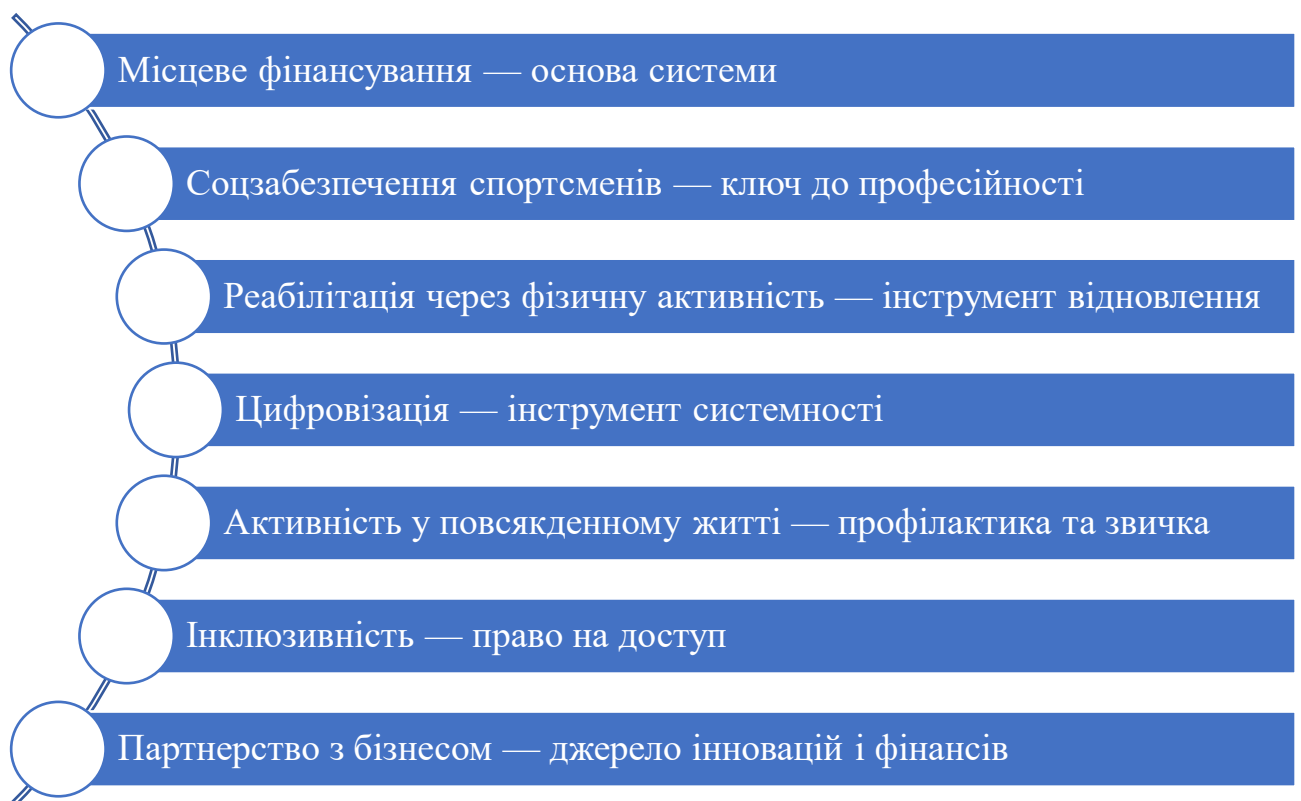 Місцеве фінансування — основа системи
Соцзабезпечення спортсменів — ключ до професійності
Реабілітація через фізичну активність — інструмент відновлення
Цифровізація — інструмент системності
Активність у повсякденному житті — профілактика та звичка
Інклюзивність — право на доступ
Партнерство з бізнесом — джерело інновацій і фінансів